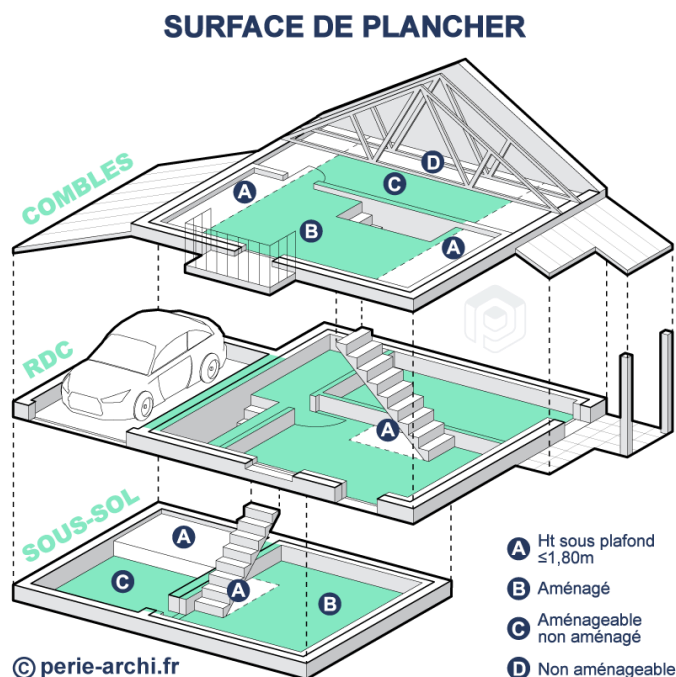 SURFACE DE PLANCHER
COMBLES
A
D
C
B
A
RDC
A
SOUS-SOL
A
C
A
B
A Ht sous plafond
≤1,80m
B Aménagé
C Aménageable
non aménagé
D Non aménageable
© perie-archi.fr